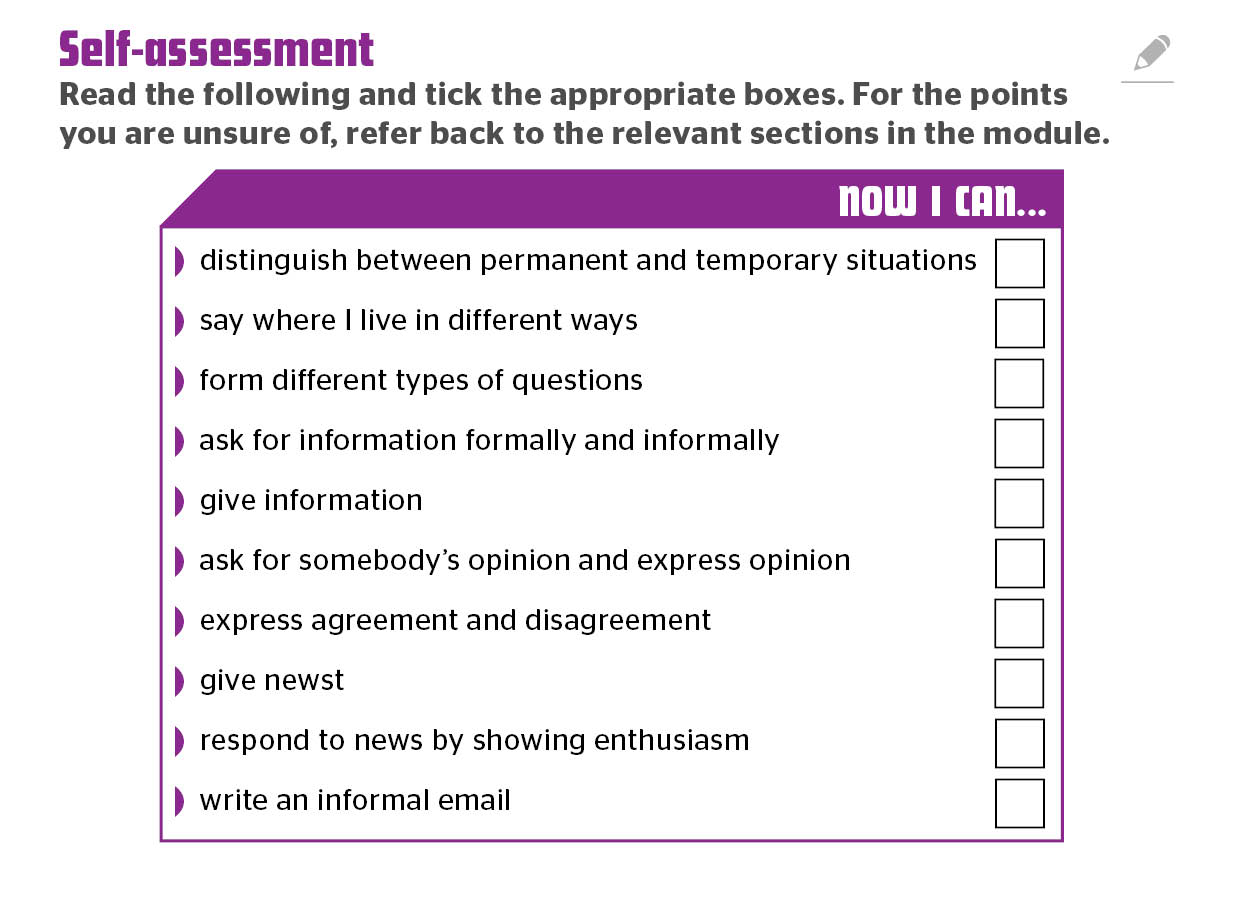 Self-assessment
Read the following and tick the appropriate boxes. For the points
you are unsure of, refer back to the relevant sections in the module.
NOW I CAN...
distinguish between permanent and temporary situations
say where I live in different ways
form different types of questions
ask for information formally and informally
give information
ask for somebody’s opinion and express opinion
express agreement and disagreement
give newst
respond to news by showing enthusiasm
write an informal email